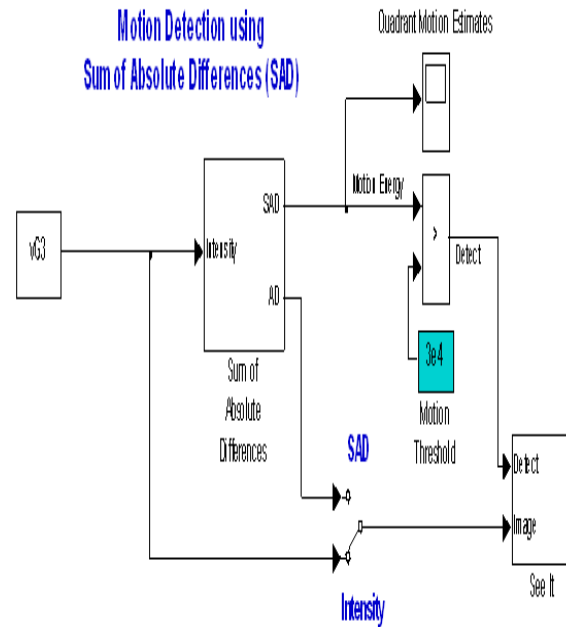 Motion Detection using
Sum of Absolute Differences (SAD)
Quadrant Motion Estimates
SAD
Motion Energy
vG3
Intensity
>
Detect
AD
3e4
Sum of
Absolute
Differences
Motion
Threshold
SAD
Detect
Image
See It
Intensity